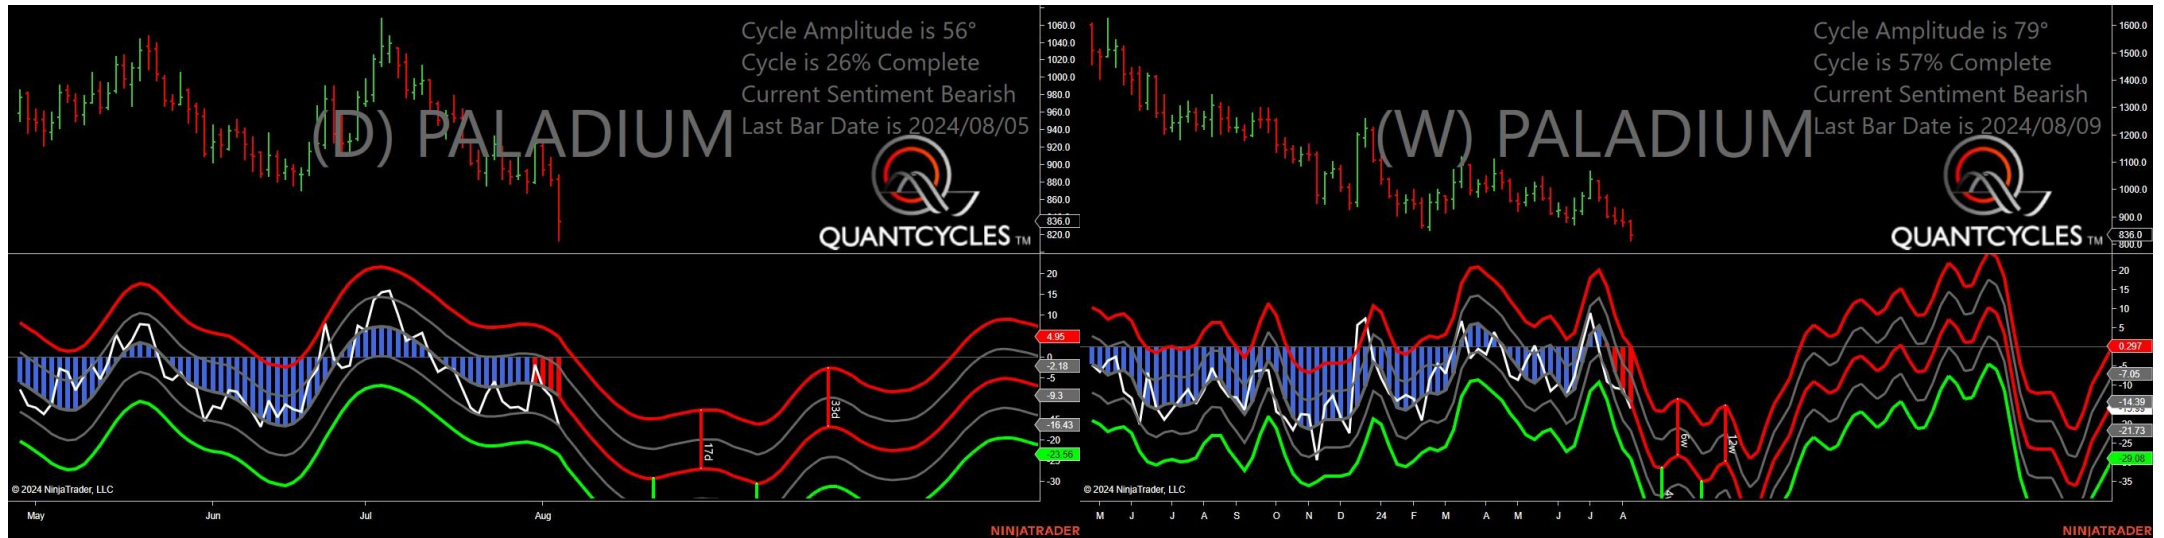 Cycle Amplitude is 56°
Cycle is 26% Complete
Current Sentiment Bearish
Last Bar Date is 2024/08/05
(D) PALADIUM
QUANTCYCLES TM
1060.0
1040.0
1020.0
1000.0
980.0
960.0
940.0
920.0
900.0
880.0
860.0
836.0
820.0
20
15
10
4.95
0
-2.18
-5
-9.3
-16.43
-20
-23.56
-30
17d
33d
© 2024 NinjaTrader, LLC
May
Jun
Jul
Aug
NINJATRADER
Cycle Amplitude is 79°
Cycle is 57% Complete
Current Sentiment Bearish
Last Bar Date is 2024/08/09
(W) PALADIUM
QUANTCYCLES TM
1600.0
1500.0
1400.0
1300.0
1200.0
1100.0
1000.0
900.0
836.0
800.0
20
15
10
5
0.297
-7.05
-10
-14.39
-21.73
-25
-29.08
-35
6w
12w
© 2024 NinjaTrader, LLC
M J J A S O N D 24 F M A M J J A
NINJATRADER